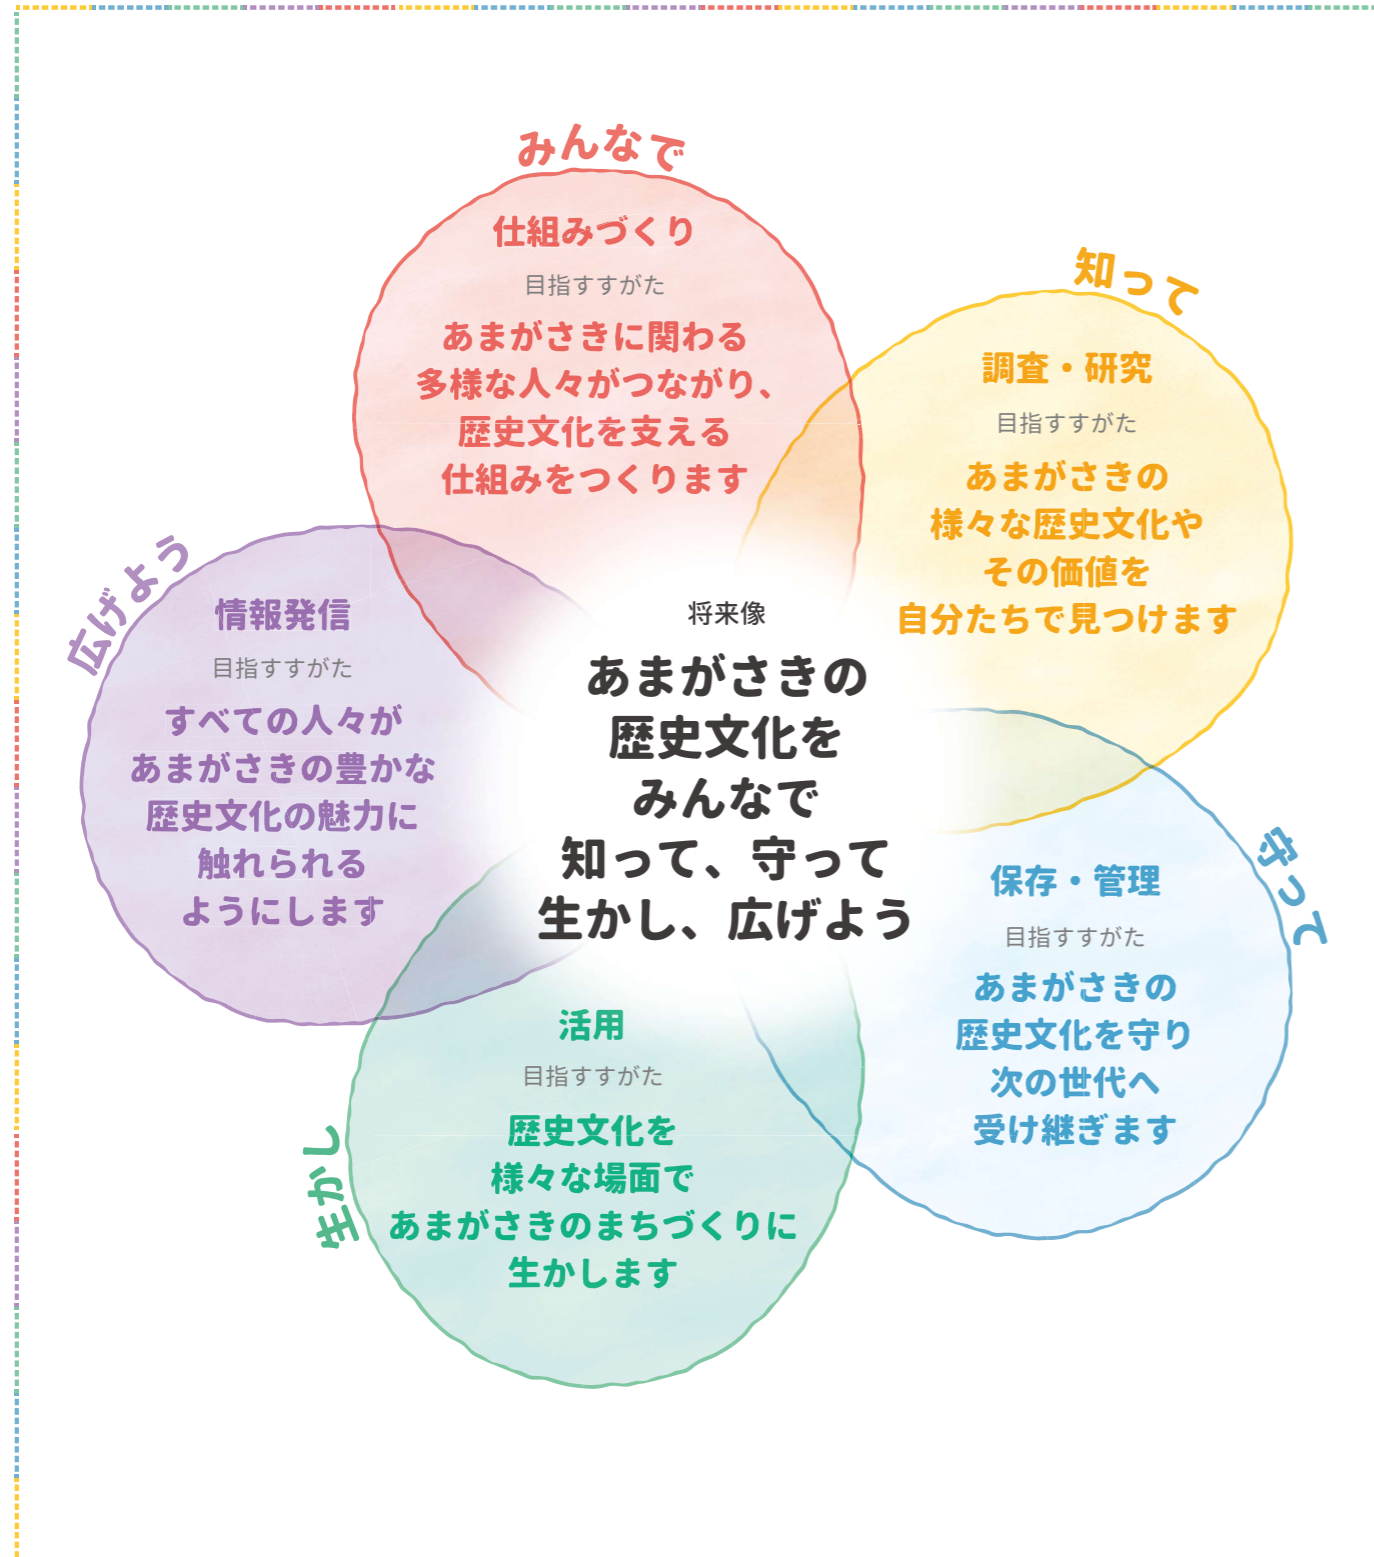 みんなで
仕組みづくり
目指すすがた
あまがさきに関わる
多様な人々がつながり、
歴史文化を支える
仕組みをつくります
知って
調査・研究
目指すすがた
あまがさきの
様々な歴史文化や
その価値を
自分たちで見つけます
広げよう
情報発信
目指すすがた
すべての人々が
あまがさきの豊かな
歴史文化の魅力に
触れられる
ようにします
将来像
あまがさきの
歴史文化を
みんなで
知って、守って
生かし、広げよう
守って
保存・管理
目指すすがた
あまがさきの
歴史文化を守り
次の世代へ
受け継ぎます
生かし
活用
目指すすがた
歴史文化を
様々な場面で
あまがさきのまちづくりに
生かします